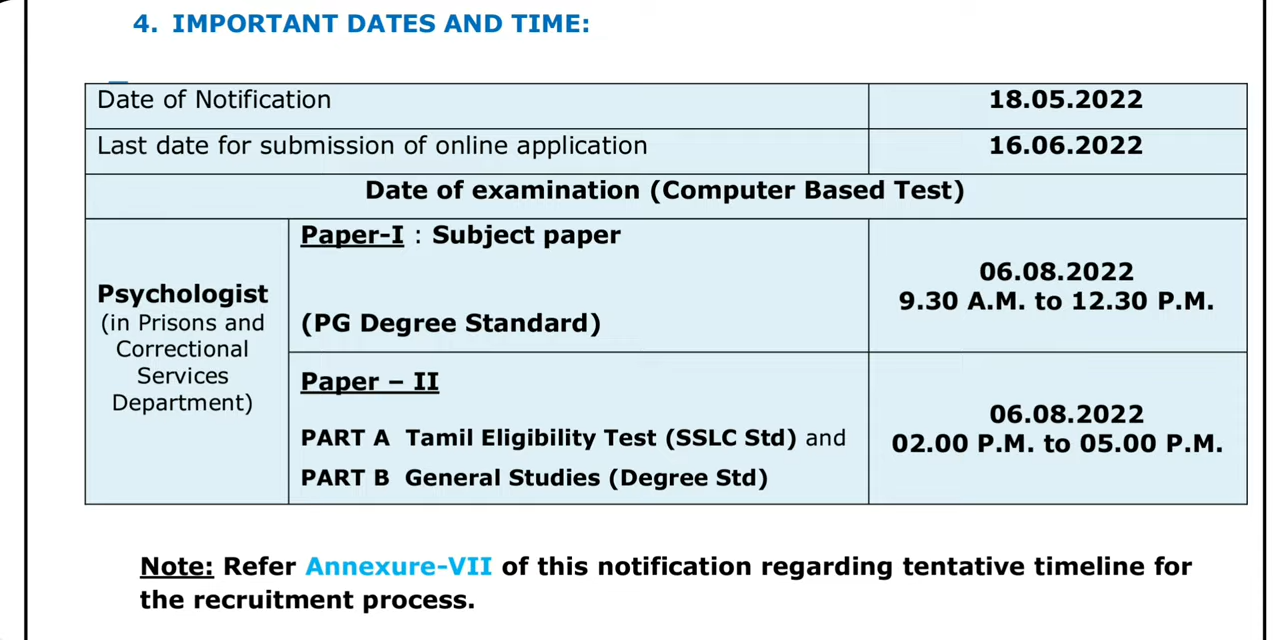 4. IMPORTANT DATES AND TIME:
Date of Notification
18.05.2022
Last date for submission of online application
16.06.2022
Date of examination (Computer Based Test)
Psychologist
(in Prisons and
Correctional
Services
Department)
Paper-I : Subject paper
(PG Degree Standard)
06.08.2022
9.30 A.M. to 12.30 P.M.
Paper – II
PART A Tamil Eligibility Test (SSLC Std) and
PART B General Studies (Degree Std)
06.08.2022
02.00 P.M. to 05.00 P.M.
Note: Refer Annexure-VII of this notification regarding tentative timeline for
the recruitment process.